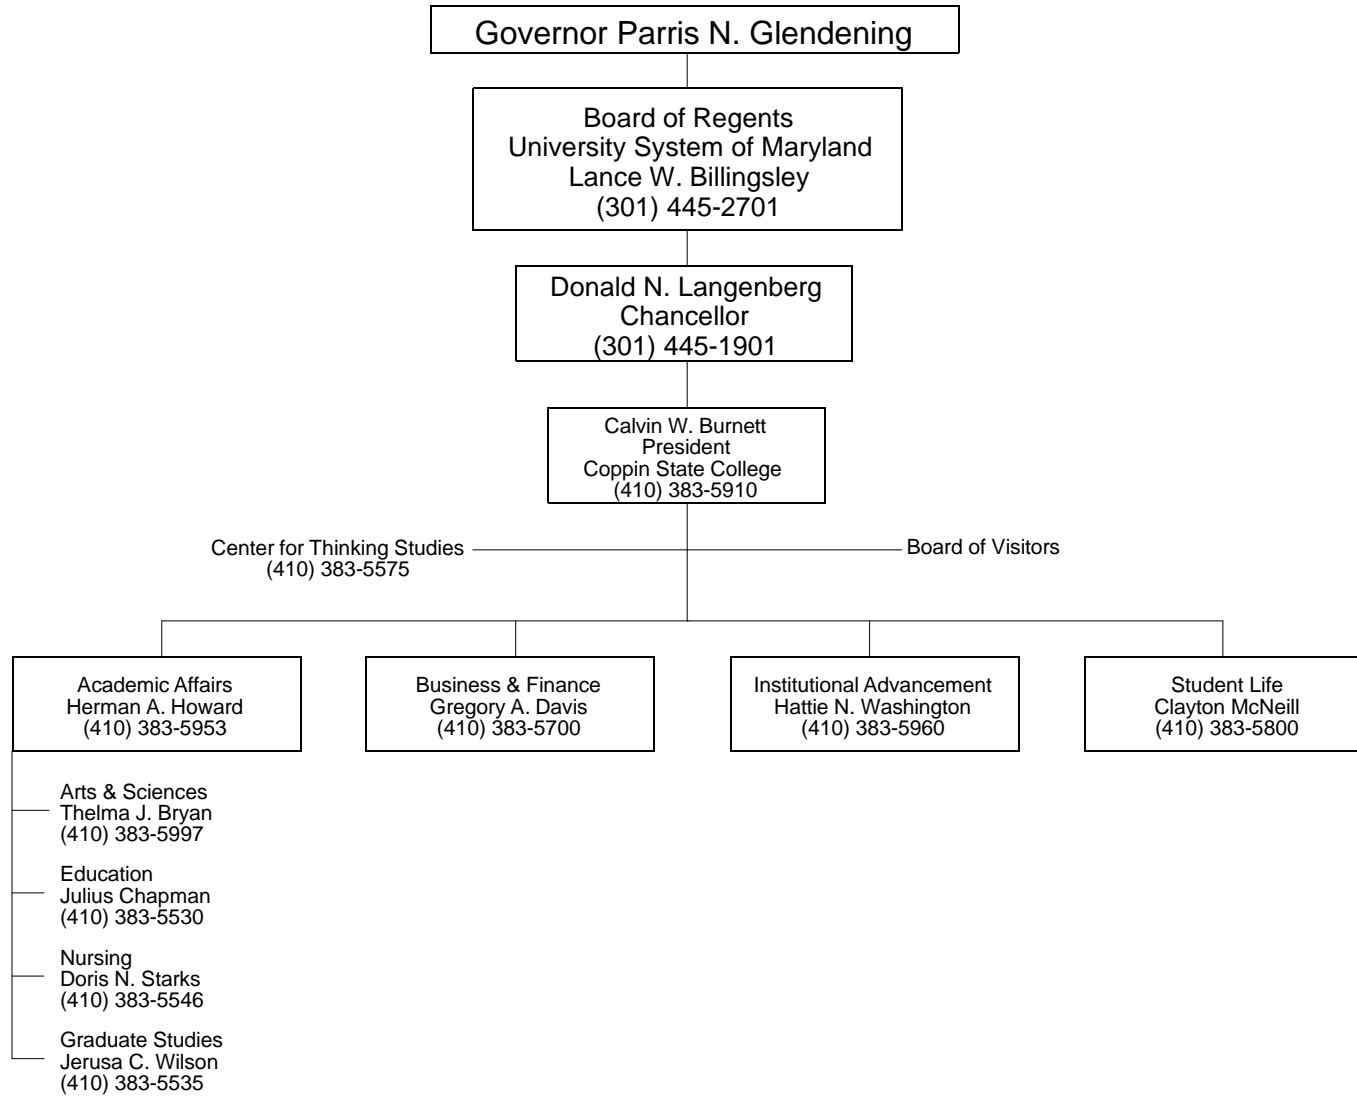 Governor Parris N. Glendening
Board of Regents
University System of Maryland
Lance W. Billingsley
(301) 445-2701
Donald N. Langenberg
Chancellor
(301) 445-1901
Calvin W. Burnett
President
Coppin State College
(410) 383-5910
Center for Thinking Studies
(410) 383-5575
Board of Visitors
Academic Affairs
Herman A. Howard
(410) 383-5953
Business & Finance
Gregory A. Davis
(410) 383-5700
Institutional Advancement
Hattie N. Washington
(410) 383-5960
Student Life
Clayton McNeill
(410) 383-5800
Arts & Sciences
Thelma J. Bryan
(410) 383-5997
Education
Julius Chapman
(410) 383-5530
Nursing
Doris N. Starks
(410) 383-5546
Graduate Studies
Jerusa C. Wilson
(410) 383-5535